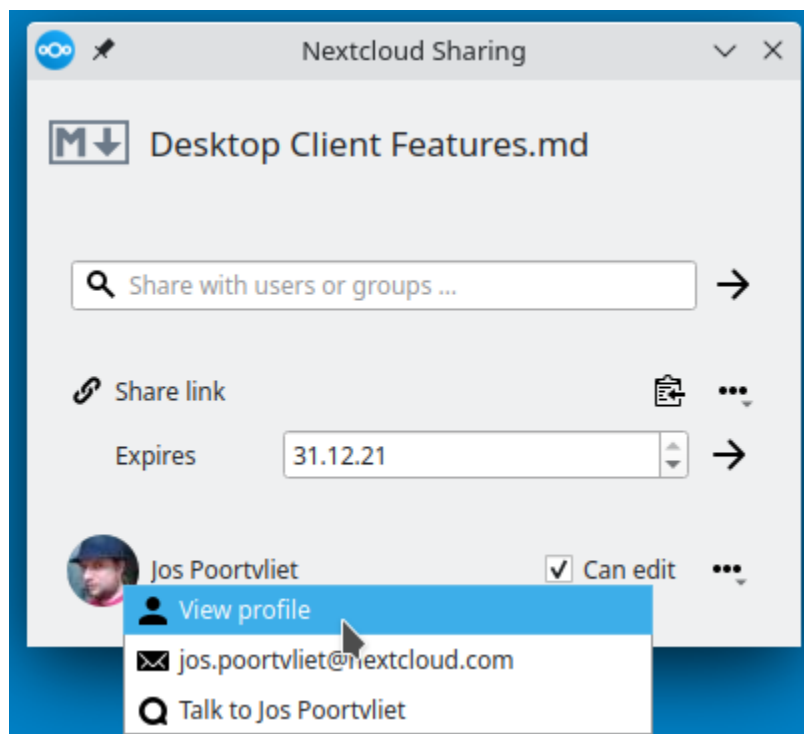 Nextcloud Sharing
M Desktop Client Features.md
Share with users or groups ...
Share link
Expires 31.12.21
Jos Poortvliet Can edit
View profile
jos.poortvliet@nextcloud.com
Talk to Jos Poortvliet